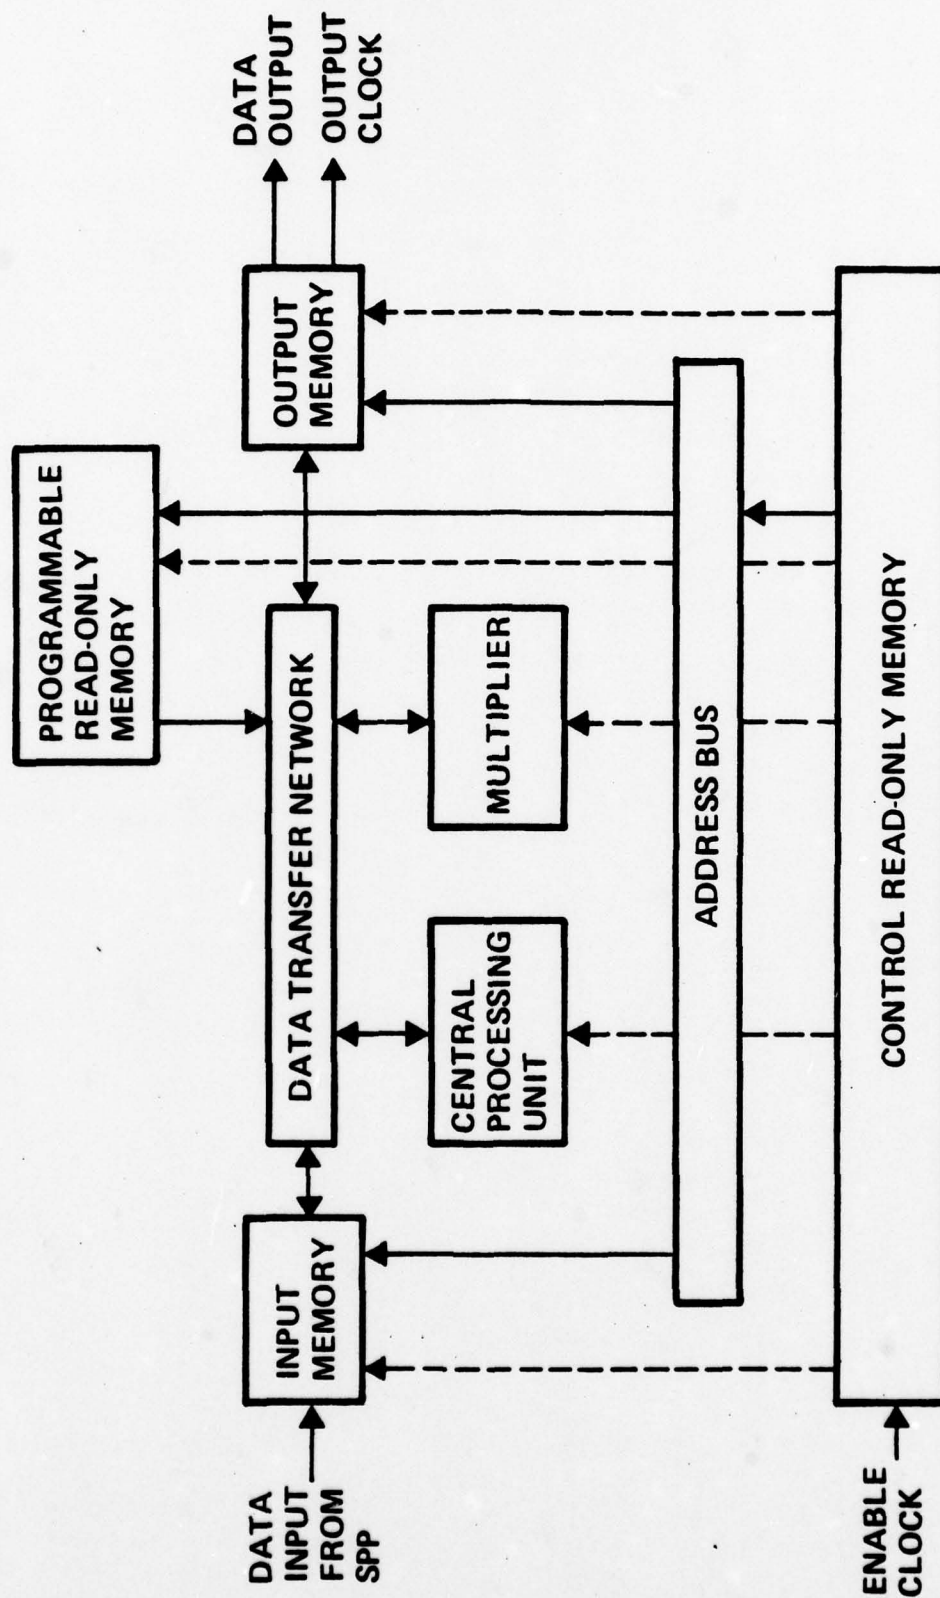 PROGRAMMABLE
READ-ONLY
MEMORY
DATA
INPUT
FROM
SPP
INPUT
MEMORY
DATA TRANSFER NETWORK
OUTPUT
MEMORY
DATA
OUTPUT
OUTPUT
CLOCK
CENTRAL
PROCESSING
UNIT
MULTIPLIER
ADDRESS BUS
ENABLE
CLOCK
CONTROL READ-ONLY MEMORY